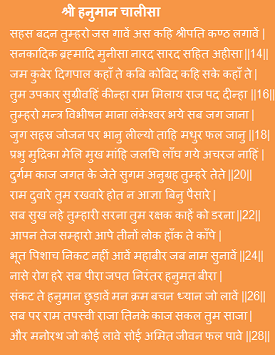 श्री हनुमान चालीसा
सहस बदन तुम्हरो जस गावें अस कहि श्रीपति कण्ठ लगावें |
सनकादिक ब्रह्मादि मुनीसा नारद सारद सहित अहीसा ||14||
जम कुबेर दिगपाल कहाँ ते कबि कोबिद कहि सके कहाँ ते |
तुम उपकार सुग्रीवहिं कीन्हा राम मिलाय राज पद दीन्हा ||16||
तुम्हरो मन्त्र विभीषन माना लंकेश्वर भये सब जग जाना |
जुग सहस्र जोजन पर भानु लील्यो ताहि मधुर फल जानु ||18|
प्रभु मुद्रिका मेलि मुख मांहि जलधि लाँघ गये अचरज नाहिं |
दुर्गम काज जगत के जेते सुगम अनुग्रह तुम्हरे तेते ||20||
राम दुवारे तुम रखवारे होत न आज्ञा बिनु पैसारे |
सब सुख लहे तुम्हारी सरना तुम रक्षक काहें को डरना ||22||
आपन तेज सम्हारो आपे तीनों लोक हाँक ते काँपे |
भूत पिशाच निकट नहीं आवें महाबीर जब नाम सुनावें ||24||
नासे रोग हरे सब पीरा जपत निरंतर हनुमत बीरा |
संकट ते हनुमान छुड़ावें मन क्रम बचन ध्यान जो लावें ||26||
सब पर राम तपस्वी राजा तिनके काज सकल तुम साजा |
और मनोरथ जो कोई लावे सोई अमित जीवन फल पावे ||28||